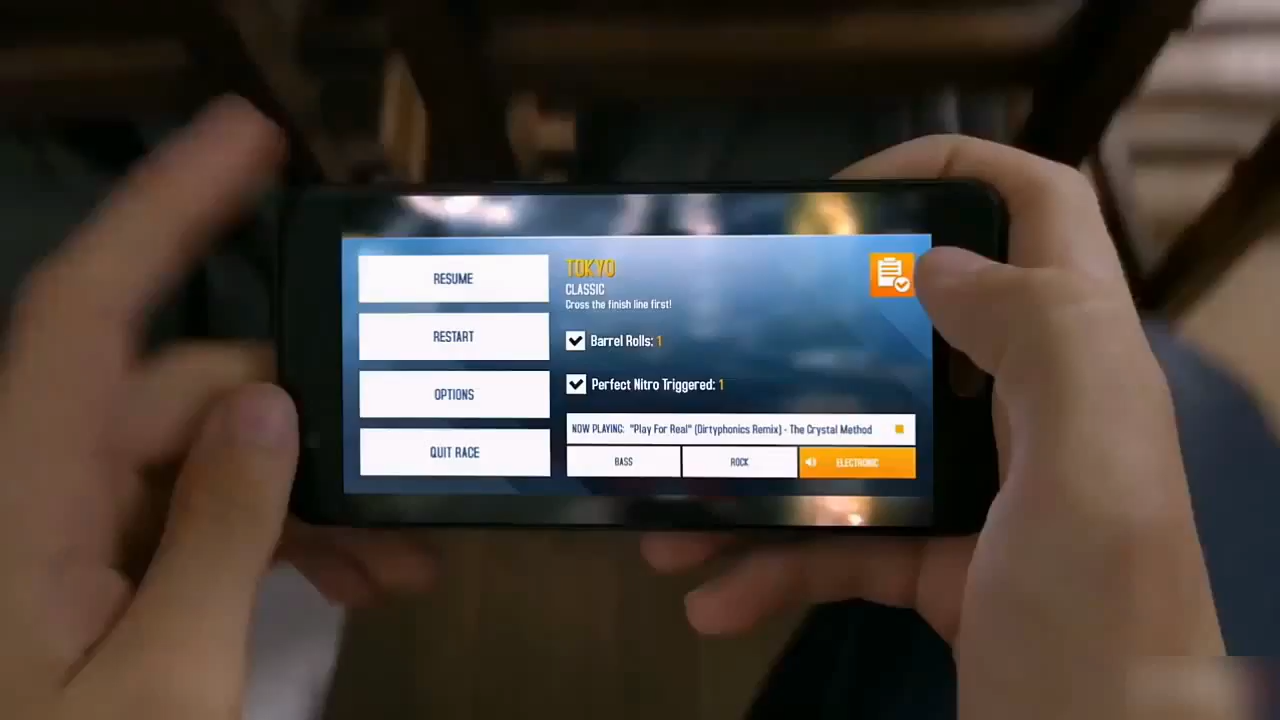 RESUME
RESTART
OPTIONS
QUIT RACE
TOKYO
CLASSIC
Cross the finish line first!
Barrel Rolls: 1
Perfect Nitro Triggered: 1
NOW PLAYING: "Play For Real" (Dirtyphonics Remix) - The Crystal Method
BASS
ROCK
ELECTRONIC